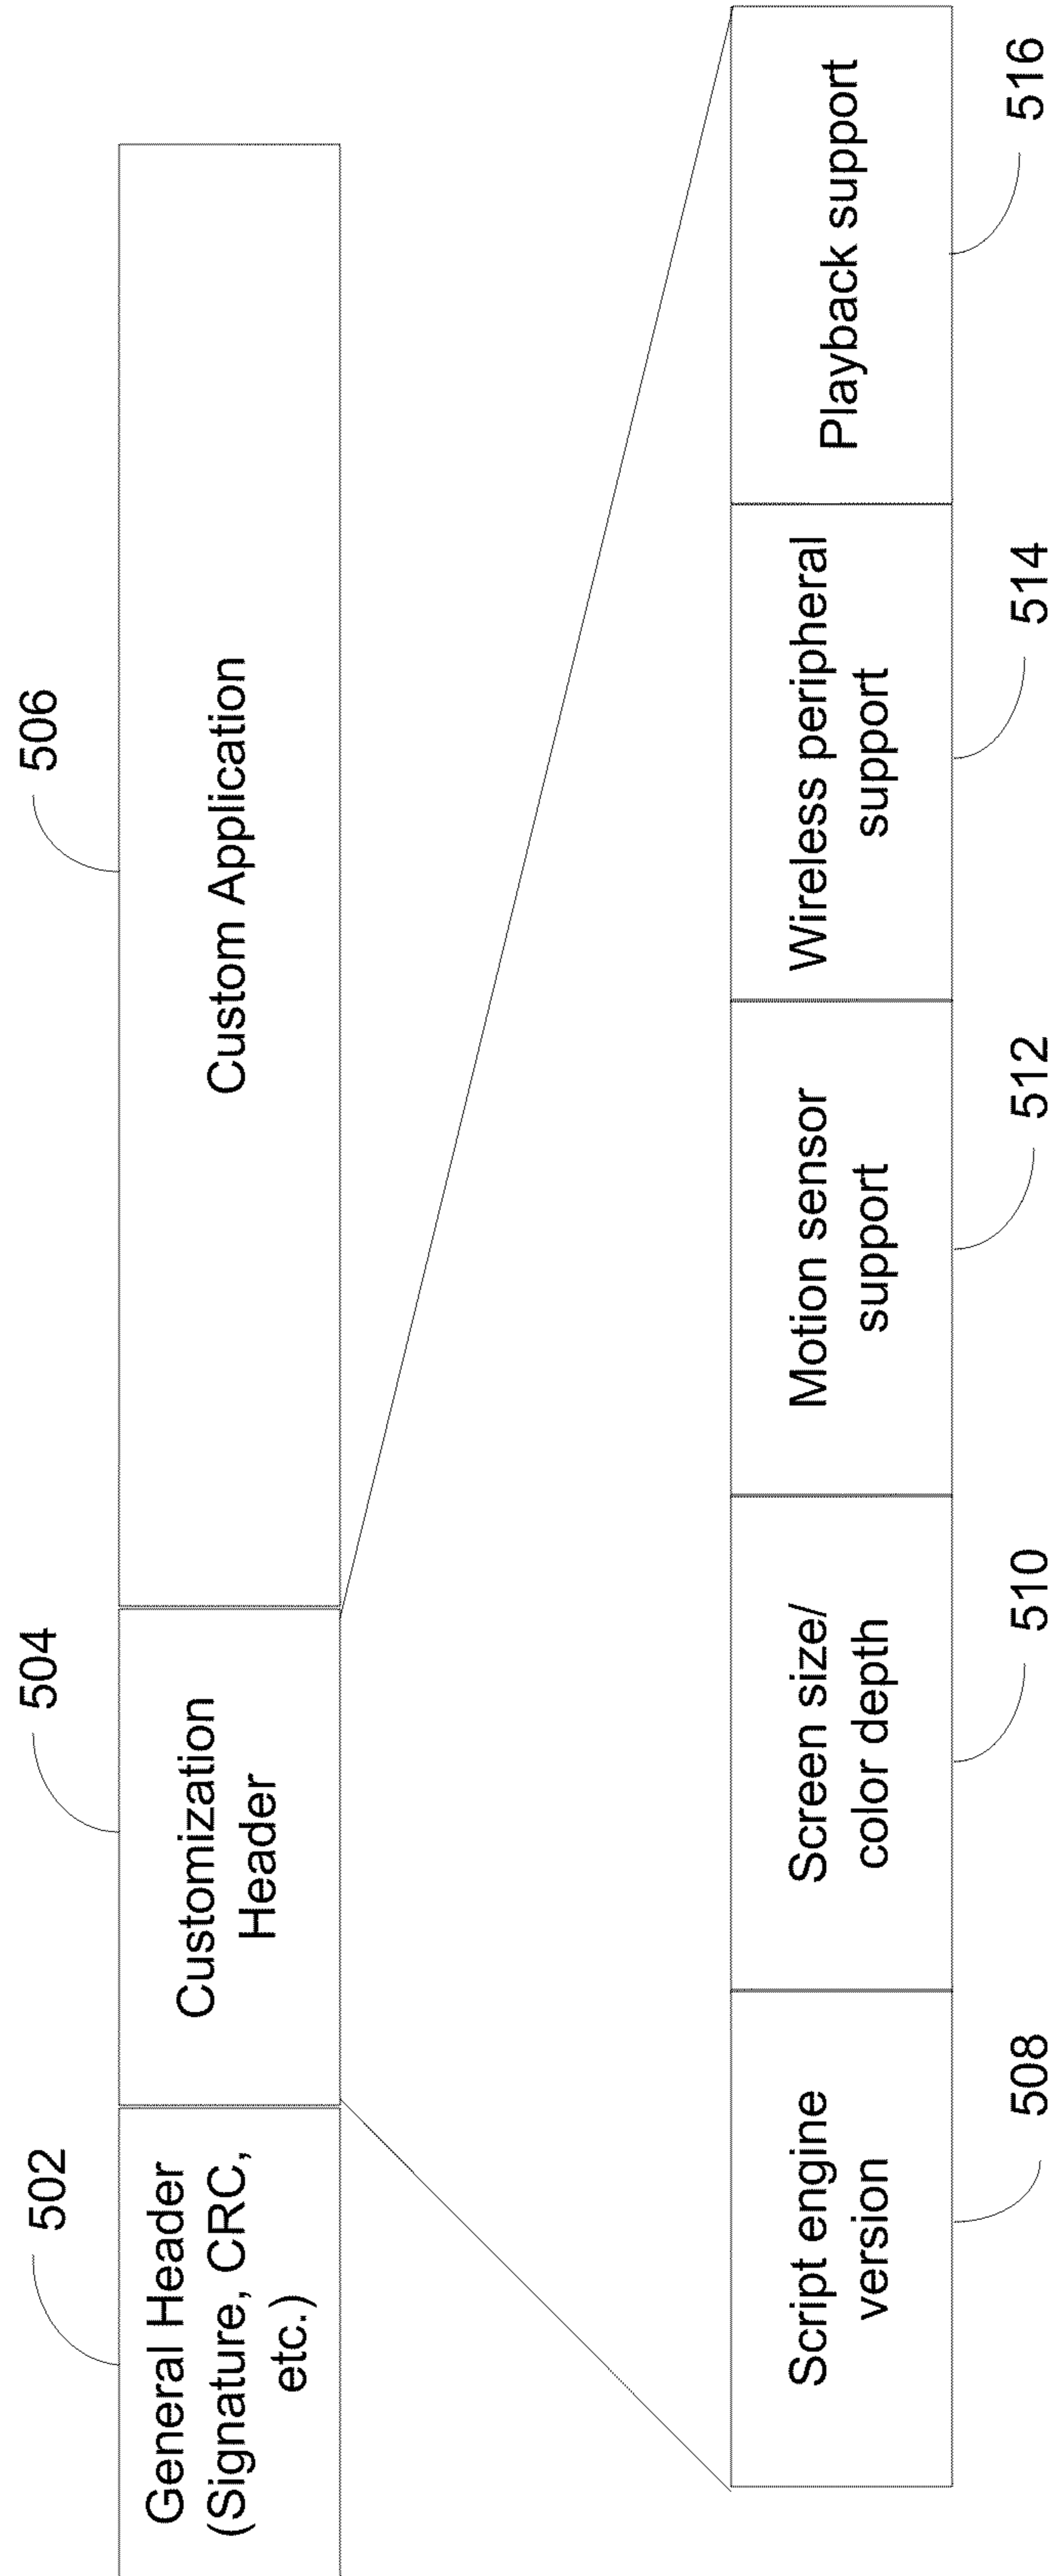 502
504
506
General Header
(Signature, CRC,
etc.)
Customization
Header
Custom Application
Script engine
version
Screen size/
color depth
Motion sensor
support
Wireless peripheral
support
Playback support
508
510
512
514
516